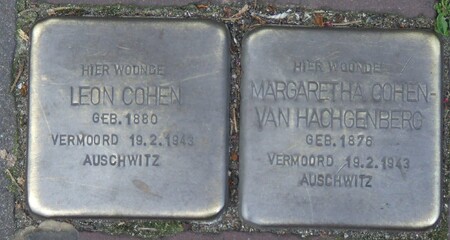 HIER WOONDE
LEON COHEN
GEB. 1880
VERMOORD 19.2.1943
AUSCHWITZ
HIER WOONDE
MARGARETHA COHEN-
VAN HACHGENBERG
GEB. 1876
VERMOORD 19.2.1943
AUSCHWITZ